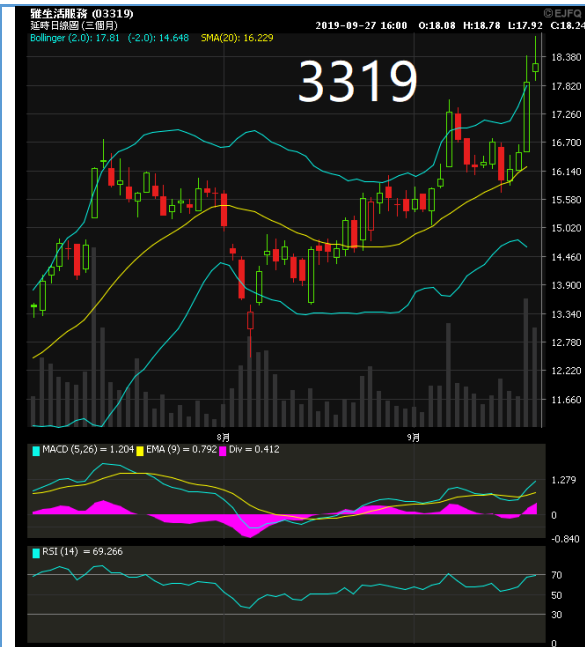 雅生活服務 (03319)
©EJFQ
延時日線圖 (三個月)
2019-09-27 16:00 O:18.08 H:18.78 L:17.92 C:18.24
Bollinger (2.0): 17.81 (-2.0): 14.648 SMA(20): 16.229
3319
18.380
17.820
17.260
16.700
16.140
15.580
15.020
14.460
13.900
13.340
12.780
12.220
11.660
8月
9月
MACD (5,26) = 1.204 EMA (9) = 0.792 Div = 0.412
1.279
0
-0.840
RSI (14) = 69.266
70
50
30
0